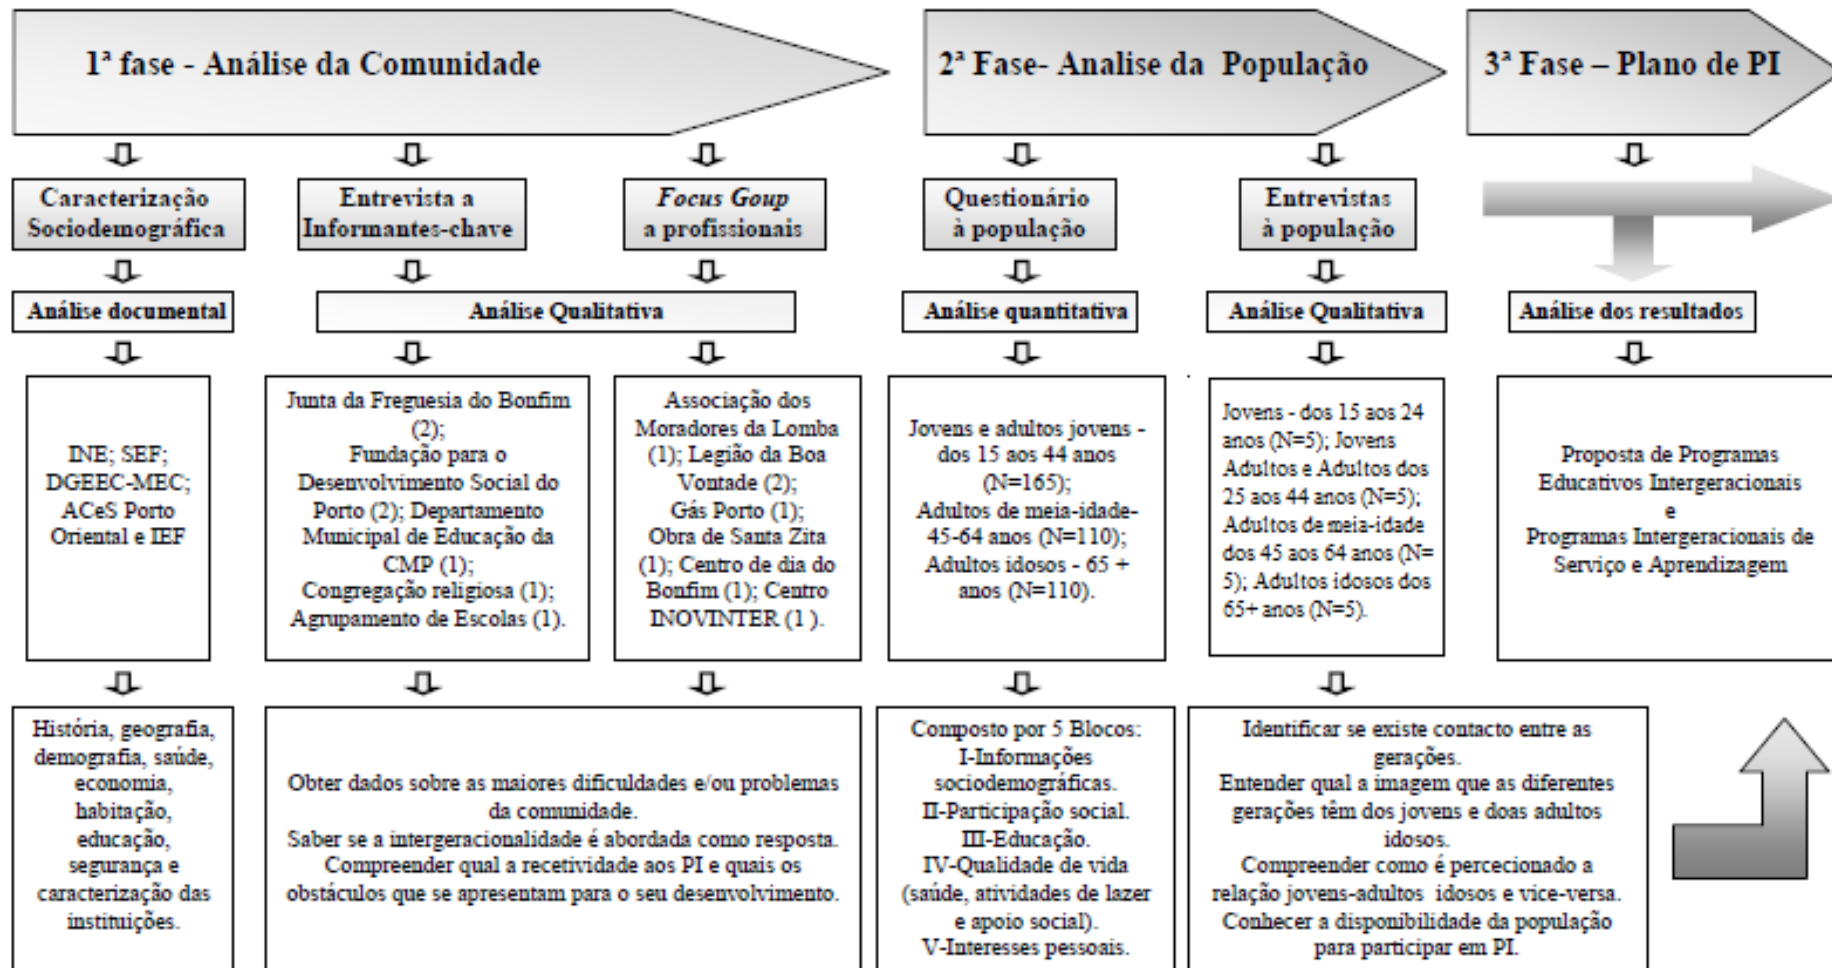 1ª fase - Análise da Comunidade
2ª Fase- Analise da População
3ª Fase – Plano de PI
Caracterização
Sociodemográfica
Entrevista a
Informantes-chave
Focus Goup
a profissionais
Questionário
à população
Entrevistas
à população
Análise documental
Análise Qualitativa
Análise quantitativa
Análise Qualitativa
Análise dos resultados
INE; SEF;
DGEEC-MEC;
ACeS Porto
Oriental e IEF
Junta da Freguesia do Bonfim
(2);
Fundação para o
Desenvolvimento Social do
Porto (2); Departamento
Municipal de Educação da
CMP (1);
Congregação religiosa (1);
Agrupamento de Escolas (1).
Associação dos
Moradores da Lomba
(1); Legião da Boa
Vontade (2);
Gás Porto (1);
Obra de Santa Zita
(1); Centro de dia do
Bonfim (1); Centro
INOVINTER (1 ).
Jovens e adultos jovens -
dos 15 aos 44 anos
(N=165);
Adultos de meia-idade-
45-64 anos (N=110);
Adultos idosos - 65 +
anos (N=110).
Jovens - dos 15 aos 24
anos (N=5); Jovens
Adultos e Adultos dos
25 aos 44 anos (N=5);
Adultos de meia-idade
dos 45 aos 64 anos (N=
5); Adultos idosos dos
65+ anos (N=5).
Proposta de Programas
Educativos Intergeracionais
e
Programas Intergeracionais de
Serviço e Aprendizagem
História, geografia,
demografia, saúde,
economia,
habitação,
educação,
segurança e
caracterização das
instituições.
Obter dados sobre as maiores dificuldades e/ou problemas
da comunidade.
Saber se a intergeracionalidade é abordada como resposta.
Compreender qual a recetividade aos PI e quais os
obstáculos que se apresentam para o seu desenvolvimento.
Composto por 5 Blocos:
I-Informações
sociodemográficas.
II-Participação social.
III-Educação.
IV-Qualidade de vida
(saúde, atividades de lazer
e apoio social).
V-Interesses pessoais.
Identificar se existe contacto entre as
gerações.
Entender qual a imagem que as diferentes
gerações têm dos jovens e doas adultos
idosos.
Compreender como é percecionado a
relação jovens-adultos idosos e vice-versa.
Conhecer a disponibilidade da população
para participar em PI.